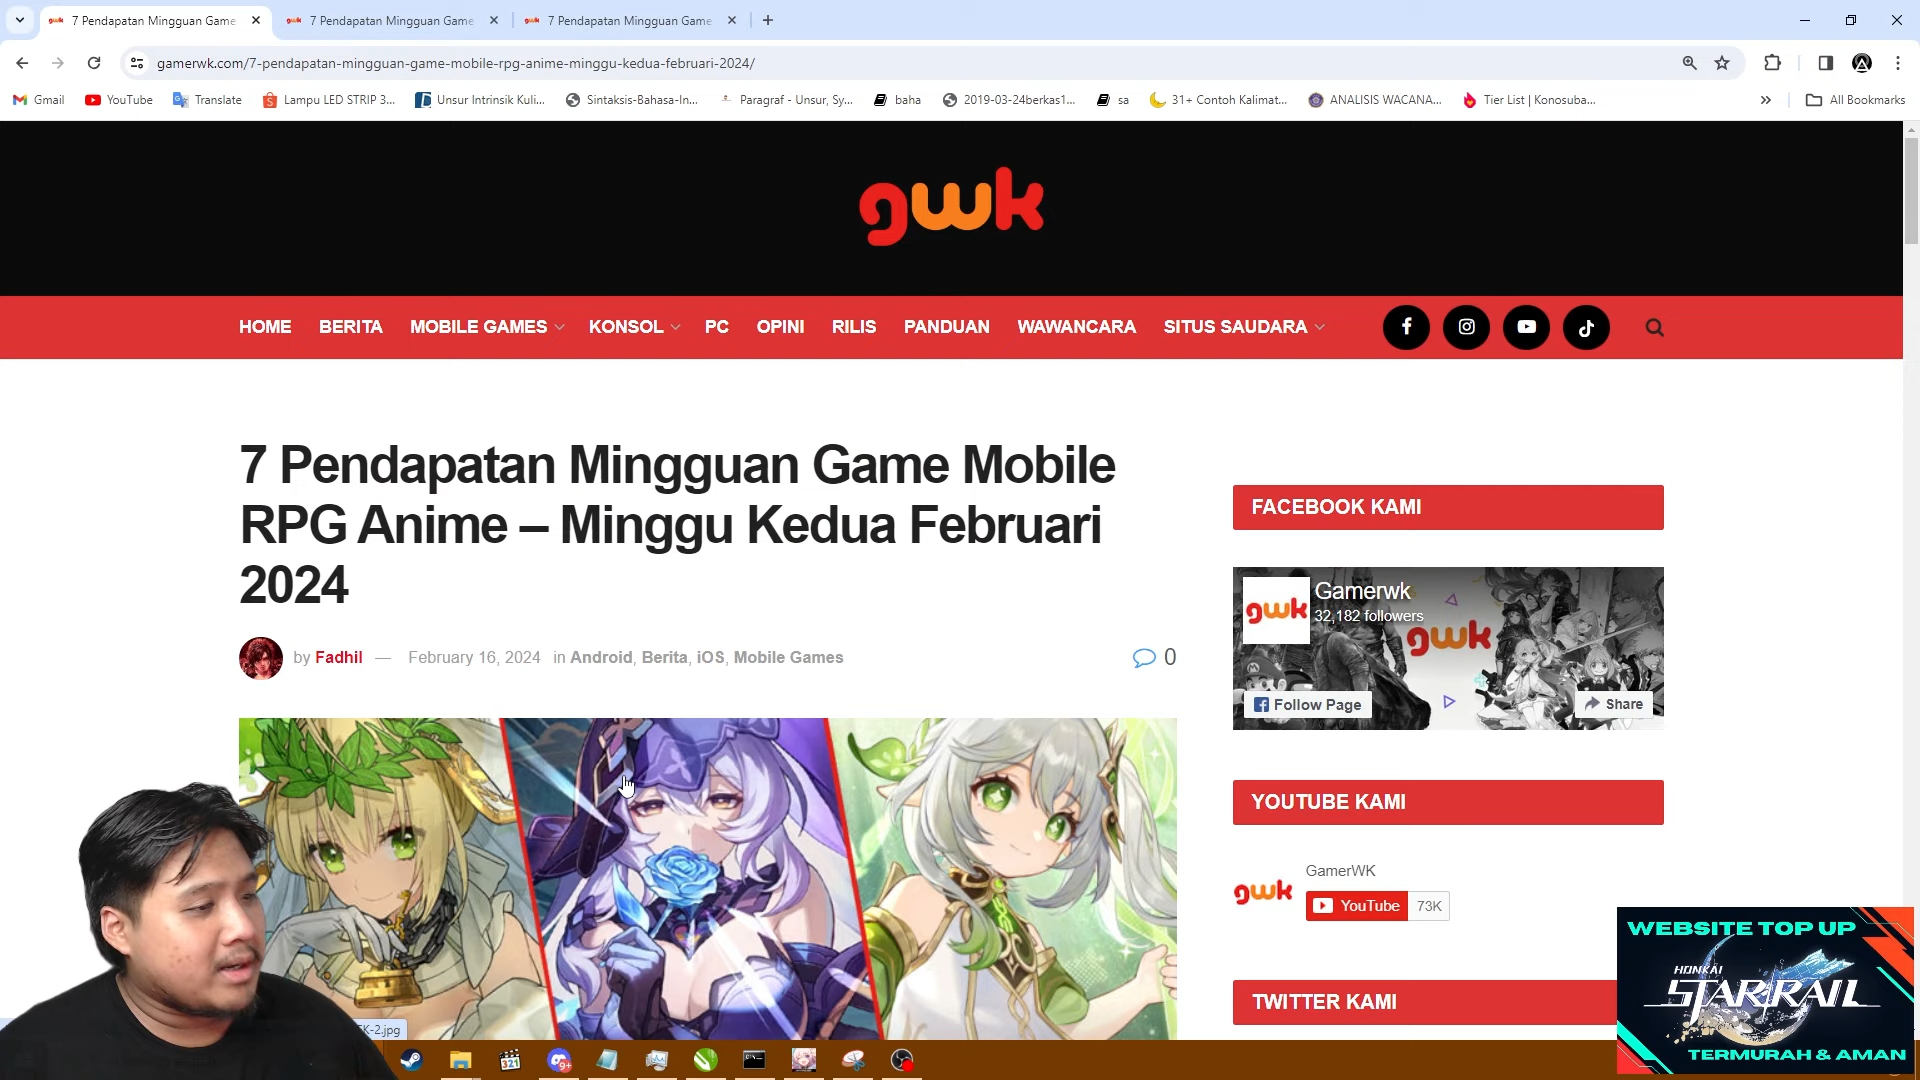 7 Pendapatan Mingguan Game
7 Pendapatan Mingguan Game
7 Pendapatan Mingguan Game
gamerwk.com/7-pendapatan-mingguan-game-mobile-rpg-anime-minggu-kedua-februari-2024/
Gmail
YouTube
Translate
Lampu LED STRIP 3...
Unsur Intrinsik Kuli...
Sintaksis-Bahasa-In...
Paragraf - Unsur, Sy...
baha
2019-03-24berkas1...
sa
31+ Contoh Kalimat...
ANALISIS WACANA...
Tier List | Konosuba...
All Bookmarks
gwk
HOME BERITA MOBILE GAMES KONSOL PC OPINI RILIS PANDUAN WAWANCARA SITUS SAUDARA
7 Pendapatan Mingguan Game Mobile
RPG Anime – Minggu Kedua Februari
2024
by Fadhil — February 16, 2024 in Android, Berita, iOS, Mobile Games
0
FACEBOOK KAMI
gwk
Gamerwk
32,182 followers
gwk
Follow Page
Share
YOUTUBE KAMI
gwk
GamerWK
YouTube 73K
TWITTER KAMI
K-2.jpg
321
9+
WEBSITE TOP UP
HONKAI
STAR RAIL
TERMURAH & AMAN